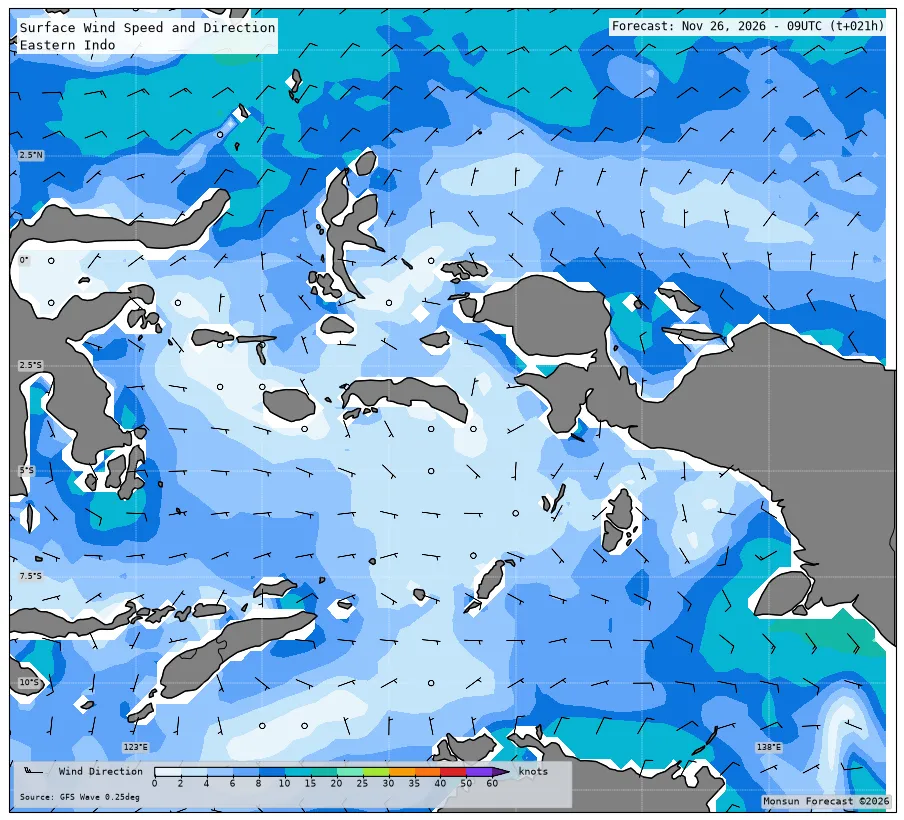 Surface Wind Speed and Direction
Eastern Indo
Forecast: Nov 26, 2026 - 09UTC (t+021h)
2.5°N
0°
2.5°S
5°S
7.5°S
10°S
123°E
138°E
Wind Direction
0 2 4 6 8 10 15 20 25 30 35 40 50 60
knots
Source: GFS Wave 0.25deg
Monsun Forecast ©2026